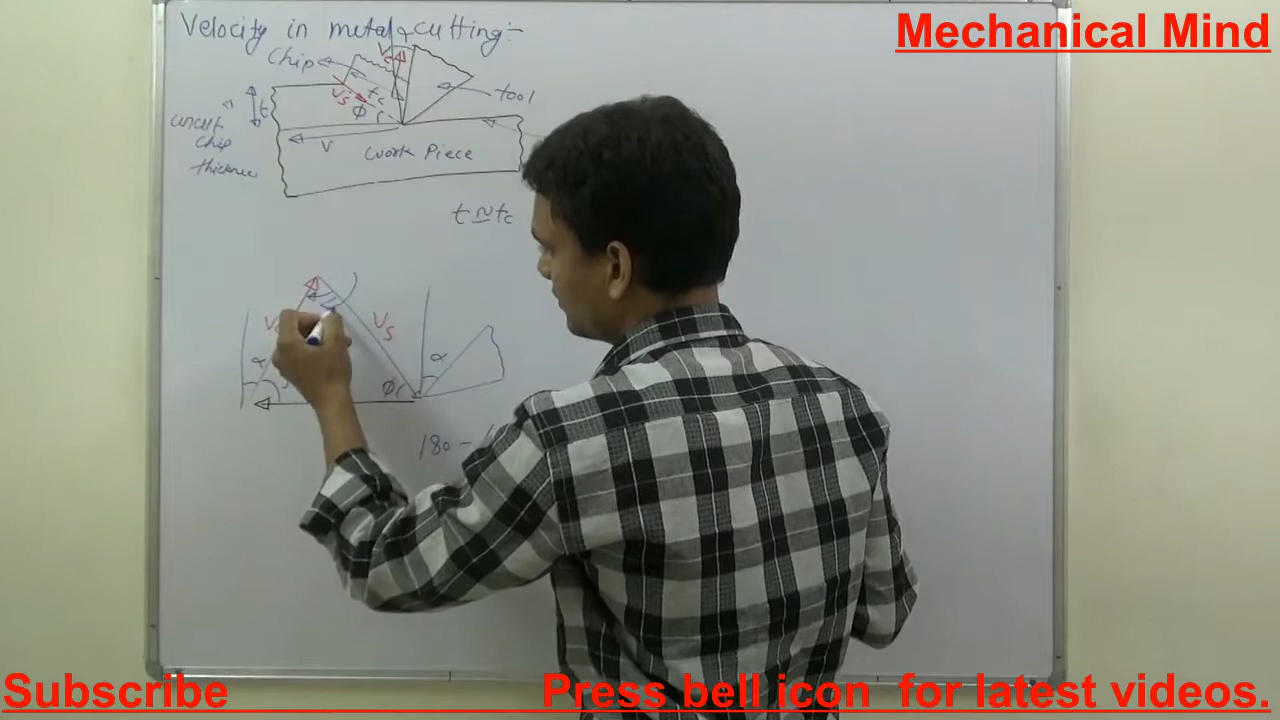 Mechanical Mind
Velocity in metal cutting:-
Chip
Vc
Vs
tc
tool
t
φ
uncut
chip
V
Work Piece
thickness
t ≃ tc
Vs
α
α
φ
180 -
Subscribe
Press bell icon for latest videos.